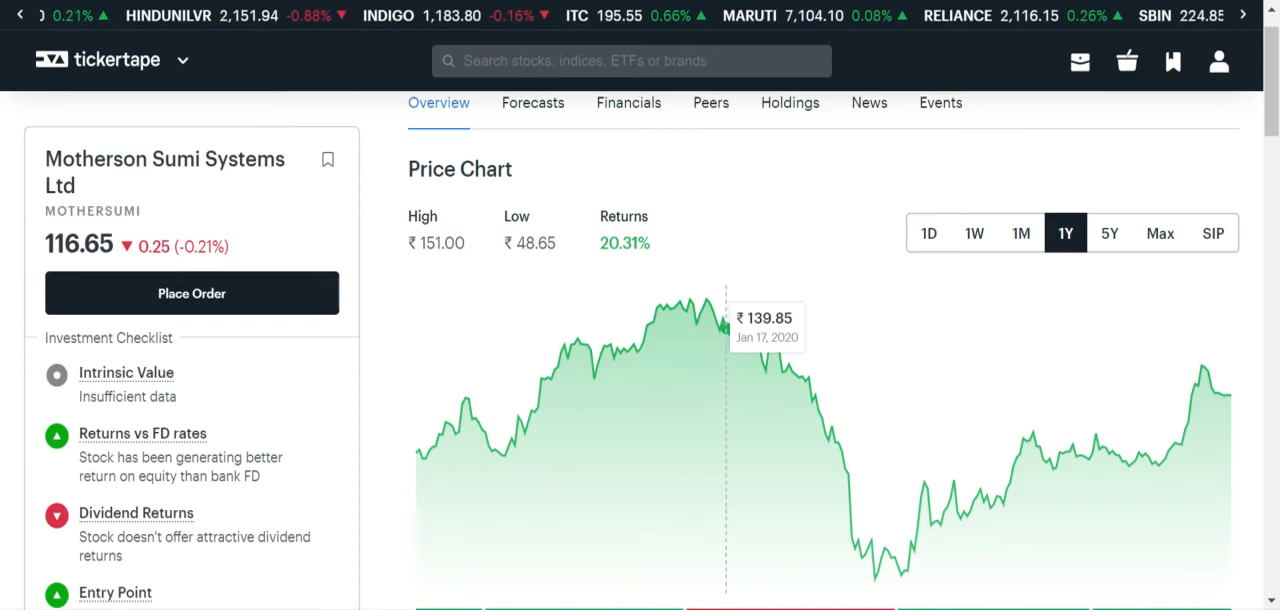 0.21% ▲ HINDUNILVR 2,151.94 -0.88% ▼ INDIGO 1,183.80 -0.16% ▼ ITC 195.55 0.66% ▲ MARUTI 7,104.10 0.08% ▲ RELIANCE 2,116.15 0.26% ▲ SBIN 224.85
tickertape
Search stocks, indices, ETFs or brands
Overview Forecasts Financials Peers Holdings News Events
Motherson Sumi Systems
Ltd
MOTHERSUMI
116.65 ▼ 0.25 (-0.21%)
Place Order
Investment Checklist
Intrinsic Value
Insufficient data
Returns vs FD rates
Stock has been generating better
return on equity than bank FD
Dividend Returns
Stock doesn't offer attractive dividend
returns
Entry Point
Price Chart
High Low Returns
₹ 151.00 ₹ 48.65 20.31%
1D 1W 1M 1Y 5Y Max SIP
₹ 139.85
Jan 17, 2020